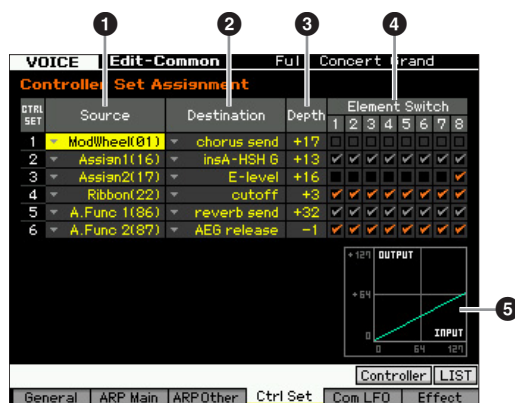 1 2 3 4
VOICE Edit-Common Ful Concert Grand
Controller Set Assignment
CTRL SET Source Destination Depth Element Switch
1 2 3 4 5 6 7 8
1 ModWheel(01) chorus send +17
2 Assign1(16) insA-HSH G +13
3 Assign2(17) E-level +16
4 Ribbon(22) cutoff +3
5 A.Func 1(86) reverb send +32
6 A.Func 2(87) AEG release -1
+127 OUTPUT
+64
5
0 INPUT
0 64 127
Controller LIST
General ARP Main ARP Other Ctrl Set Com LFO Effect